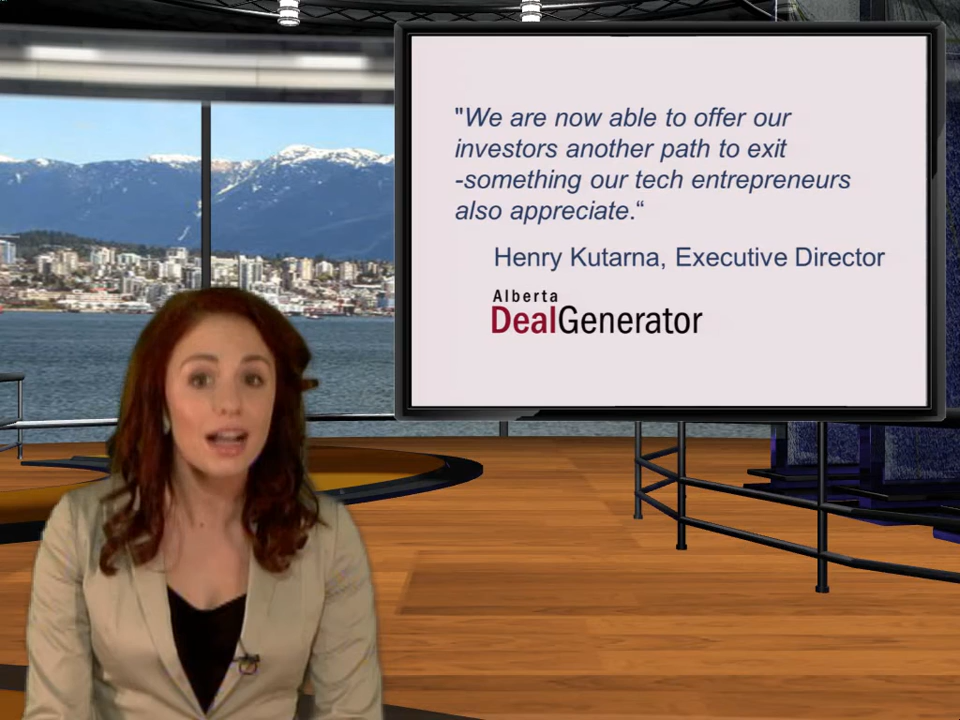 "We are now able to offer our
investors another path to exit
-something our tech entrepreneurs
also appreciate.“
Henry Kutarna, Executive Director
Alberta
DealGenerator